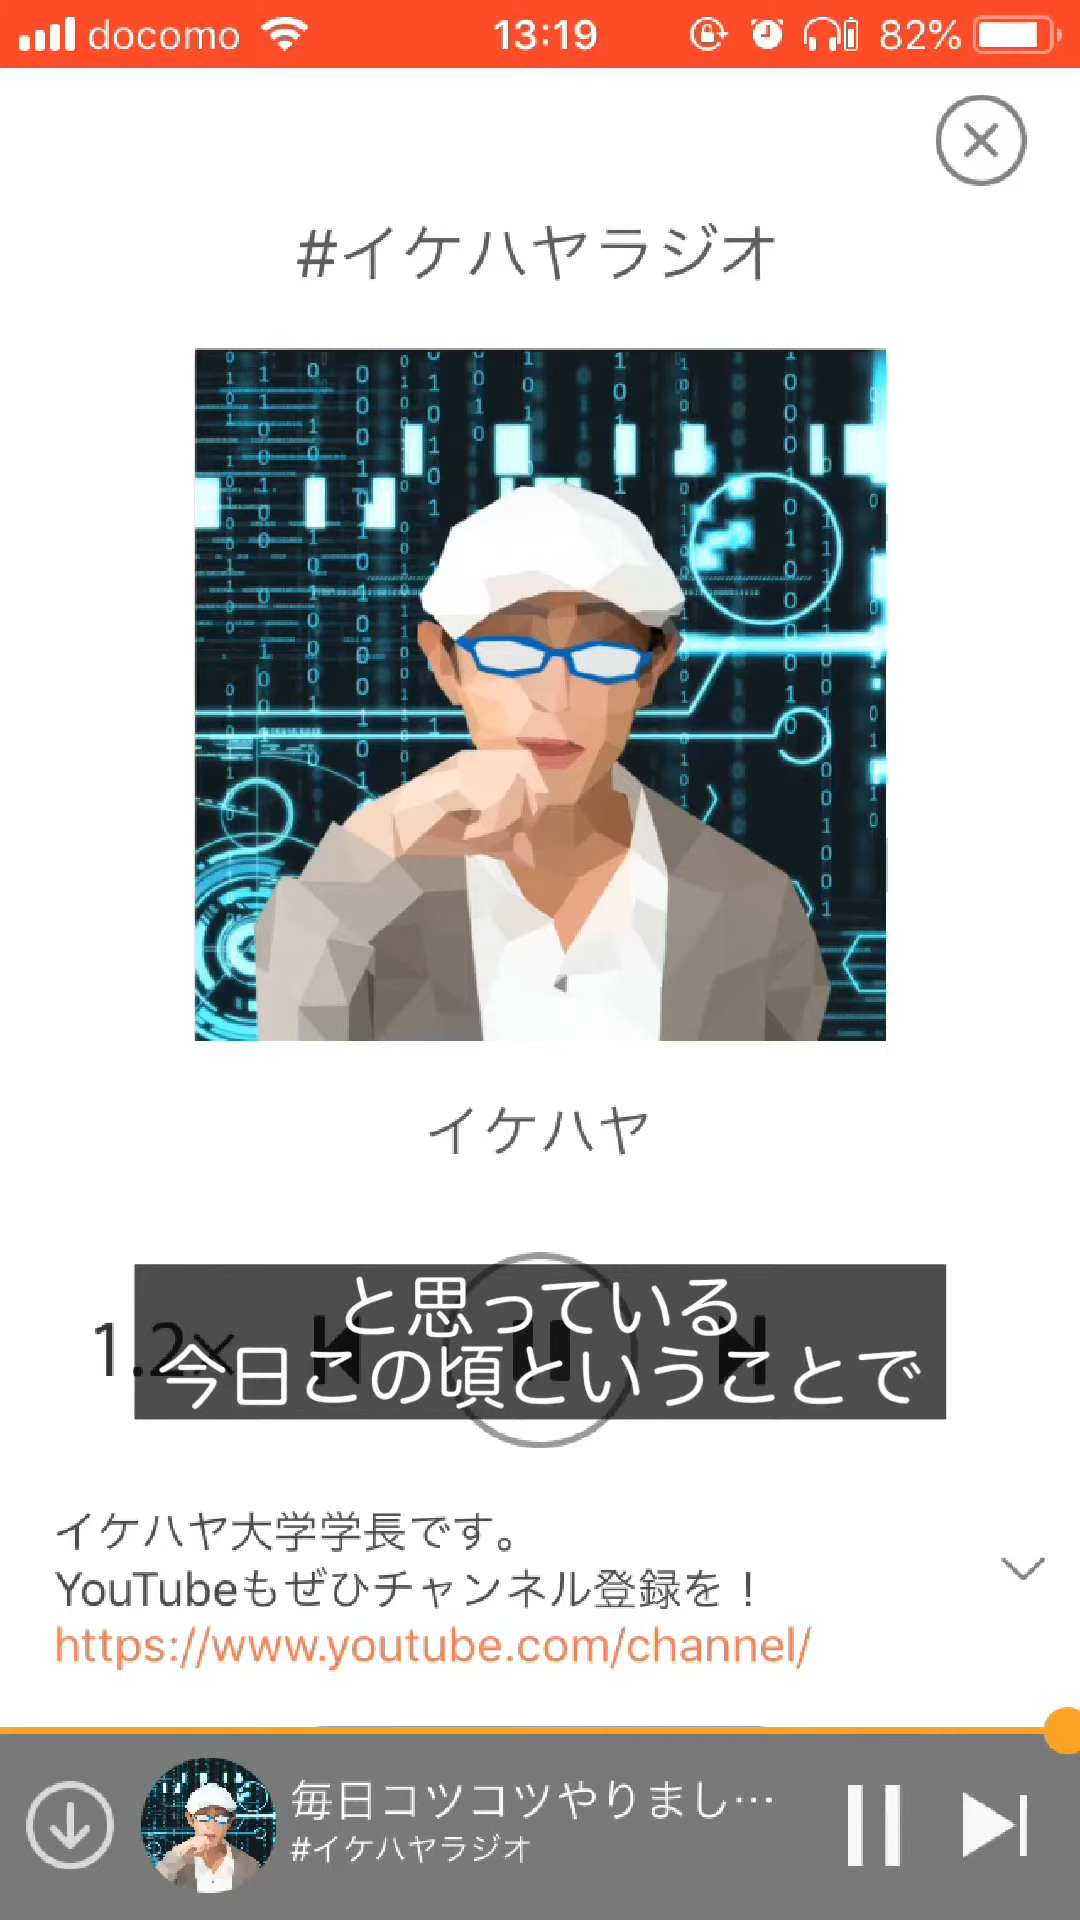 docomo 13:19 82%
#イケハヤラジオ
イケハヤ
1.2×
と思っている
今日この頃ということで
イケハヤ大学学長です。
YouTubeもぜひチャンネル登録を！
https://www.youtube.com/channel/
毎日コツコツやりまし…
#イケハヤラジオ